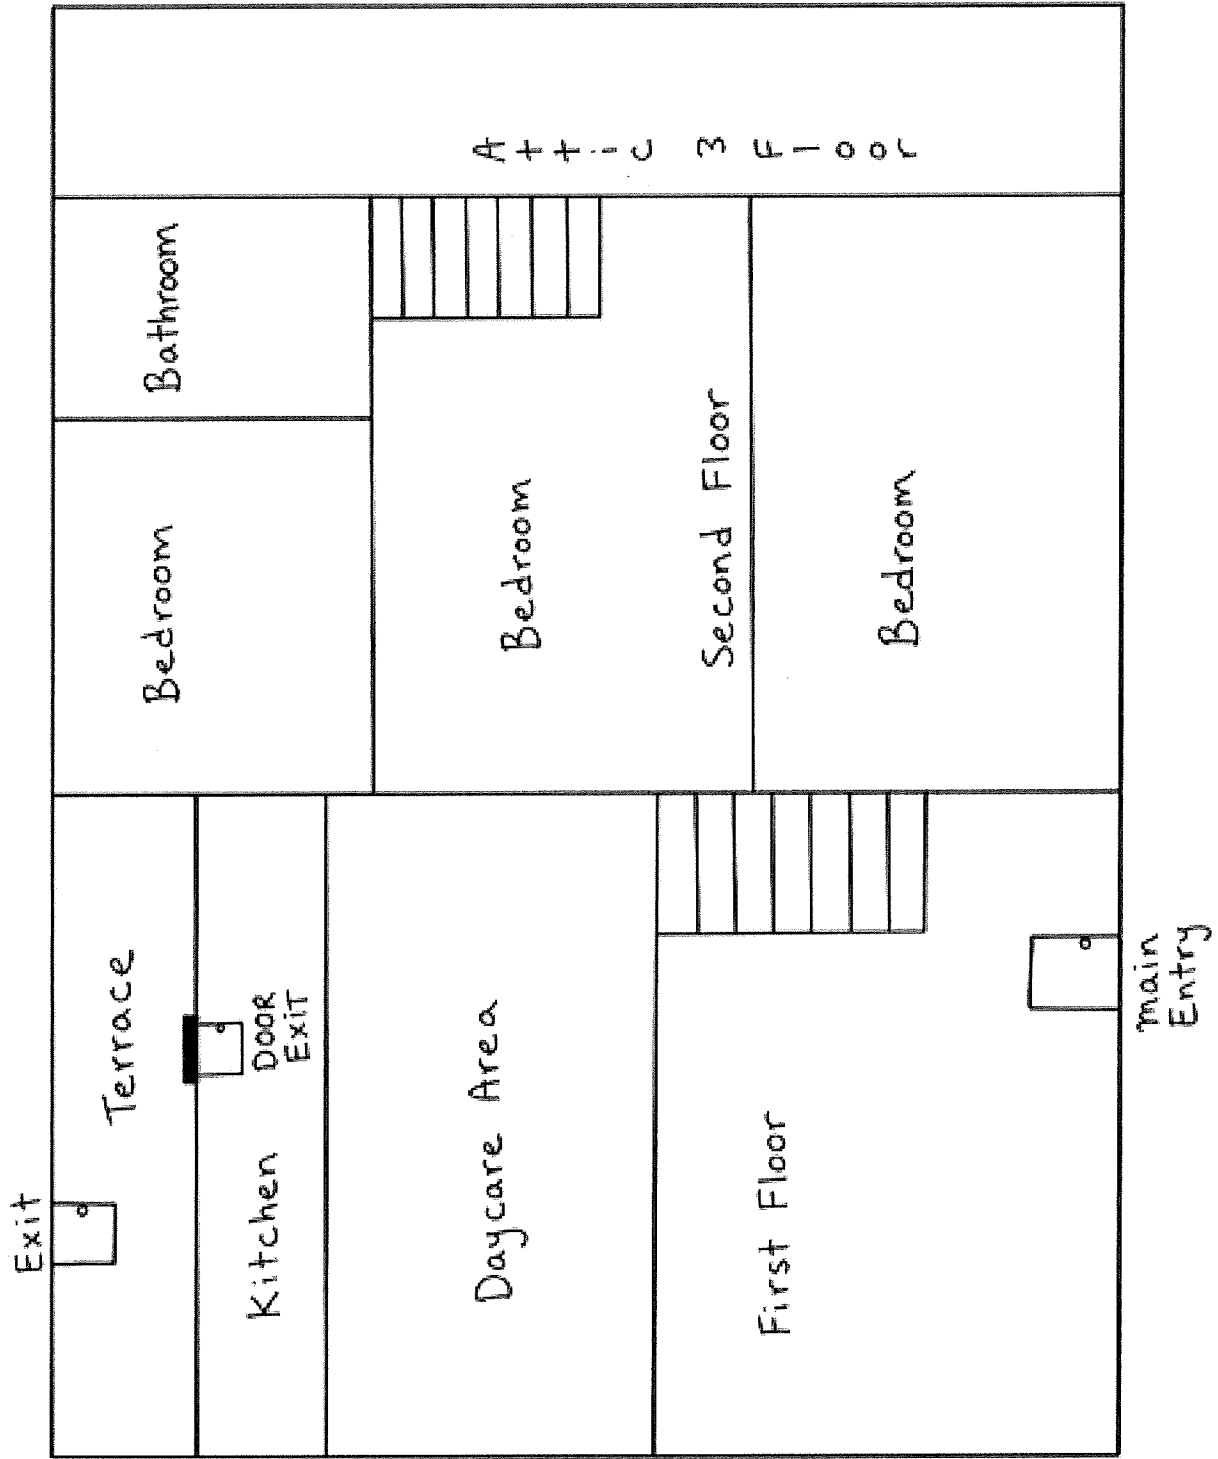 Attic 3 Floor
Bathroom
Bedroom
Bedroom
Second Floor
Bedroom
Exit
Terrace
Kitchen
DOOR
EXIT
Daycare Area
First Floor
main
Entry